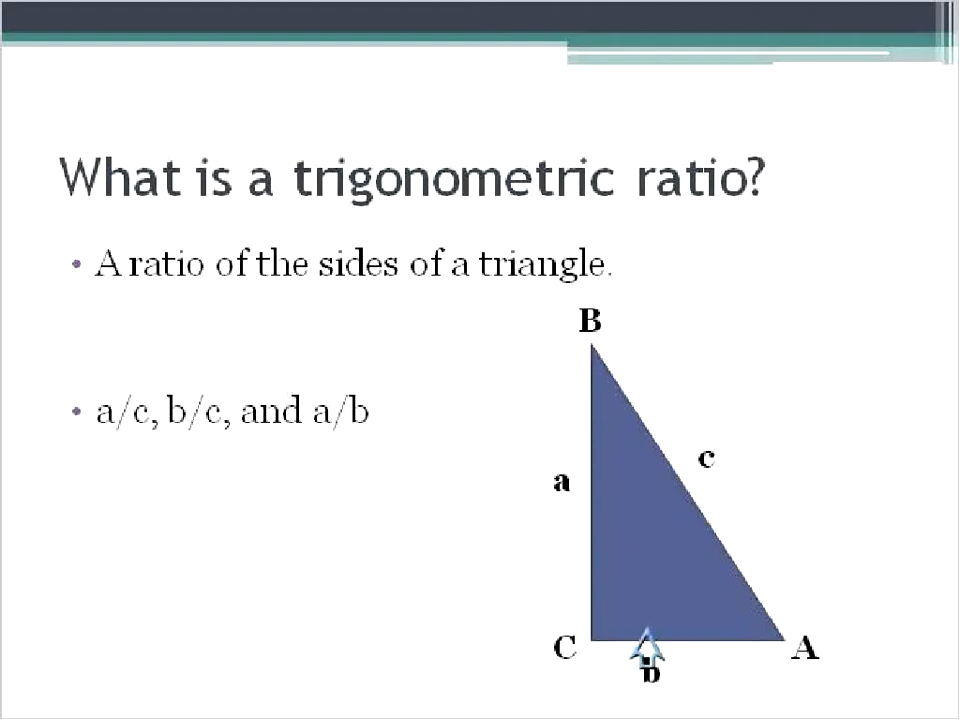 What is a trigonometric ratio?
• A ratio of the sides of a triangle.
B
• a/c, b/c, and a/b
c
a
C
A
b